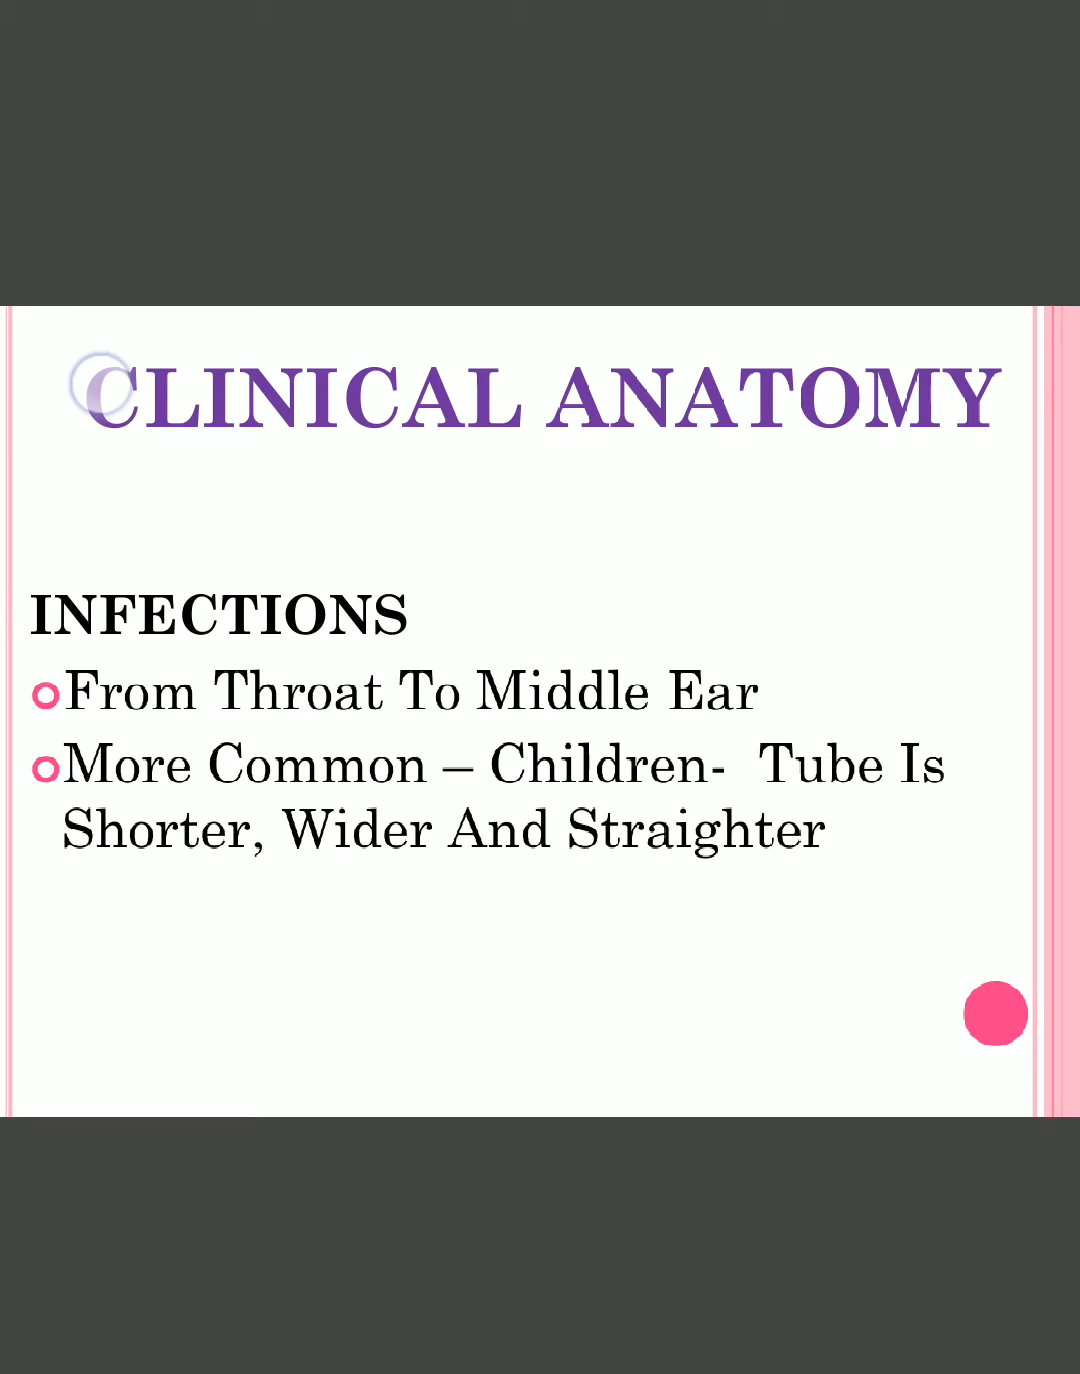 CLINICAL ANATOMY
INFECTIONS
From Throat To Middle Ear
More Common – Children-  Tube Is
Shorter, Wider And Straighter